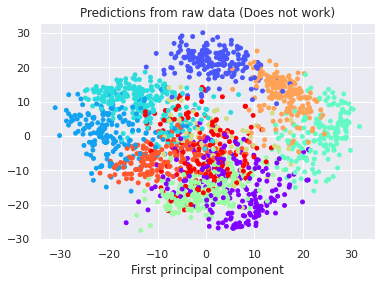 Predictions from raw data (Does not work)
30
20
10
0
−10
−20
−30
−30 −20 −10 0 10 20 30
First principal component